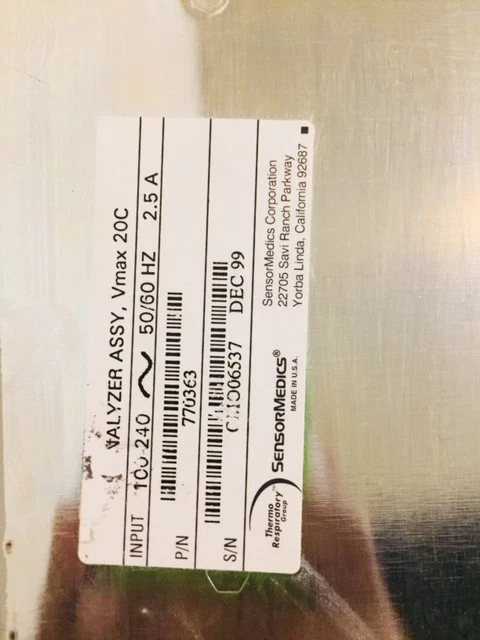 ALYZER ASSY, Vmax 20C
INPUT 100-240 ~ 50/60 HZ 2.5 A
P/N
770363
S/N
DEC 99
Thermo
Respiratory™
Group
SENSORMEDICS®
MADE IN U.S.A.
SensorMedics Corporation
22705 Savi Ranch Parkway
Yorba Linda, California 92687